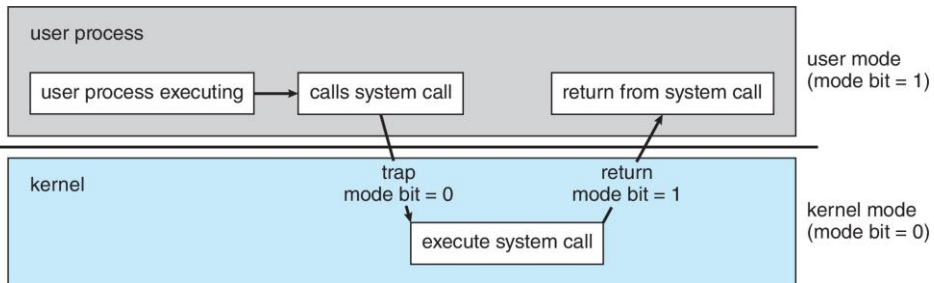 user process
user process executing
calls system call
return from system call
user mode
(mode bit = 1)
kernel
trap
mode bit = 0
return
mode bit = 1
execute system call
kernel mode
(mode bit = 0)